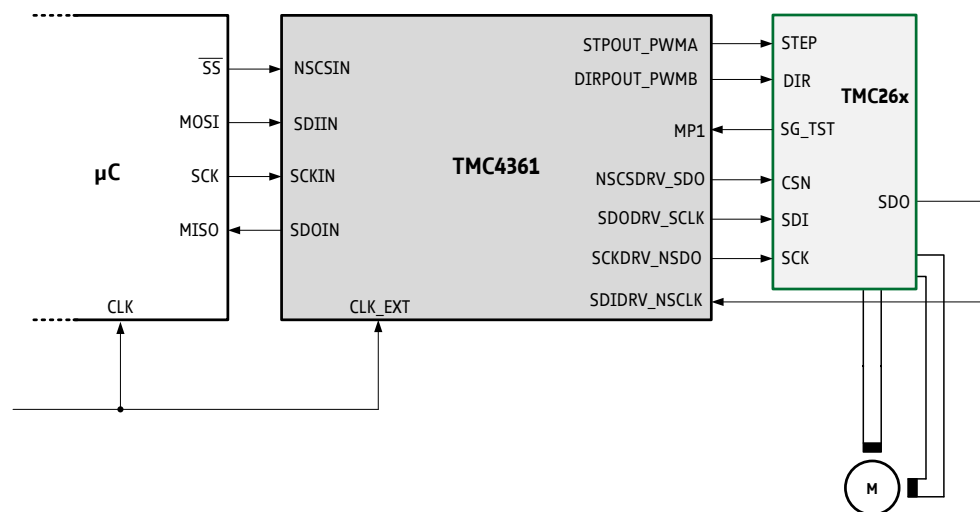 S̅S̅
MOSI
SCK
MISO
µC
CLK
NSCSIN
SDIIN
SCKIN
SDOIN
TMC4361
CLK_EXT
STPOUT_PWMA
DIRPOUT_PWMB
MP1
NSCSDRV_SDO
SDODRV_SCLK
SCKDRV_NSDO
SDIDRV_NSCLK
STEP
DIR
TMC26x
SG_TST
CSN
SDO
SDI
SCK
M